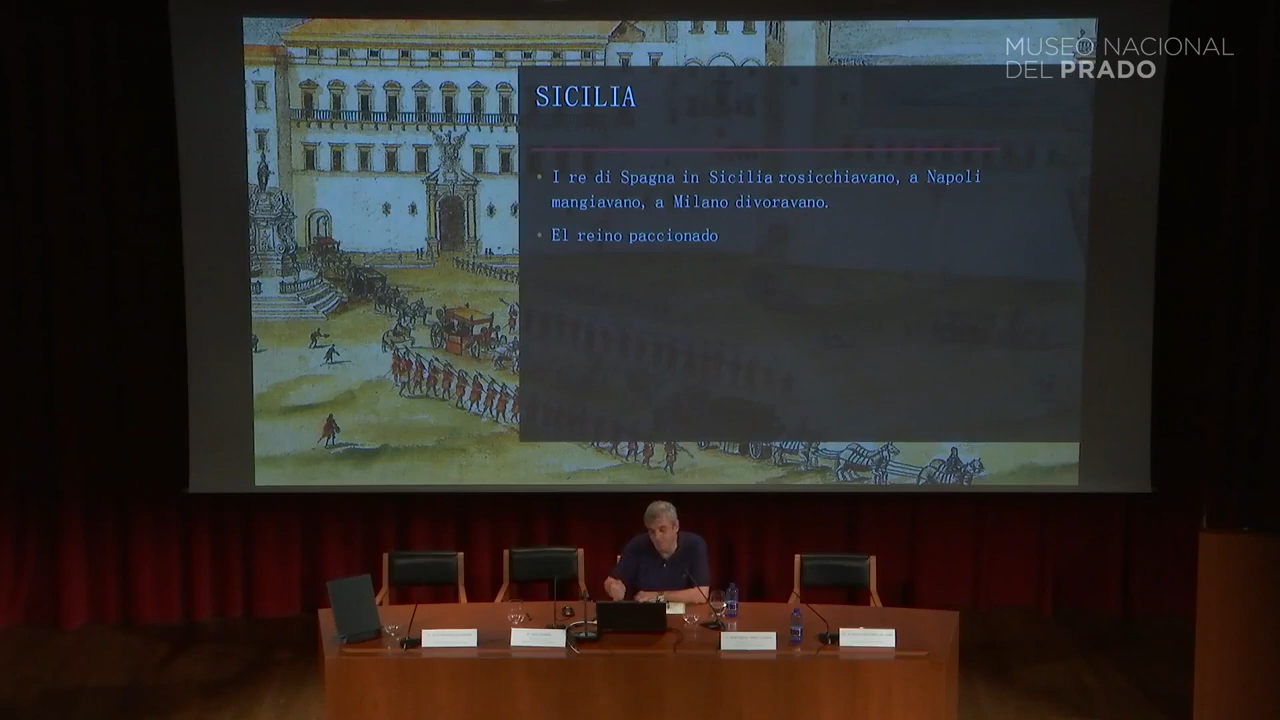 MUSEO NACIONAL
DEL PRADO
SICILIA
I re di Spagna in Sicilia rosicchiavano, a Napoli
mangiavano, a Milano divoravano.
El reino paccionado